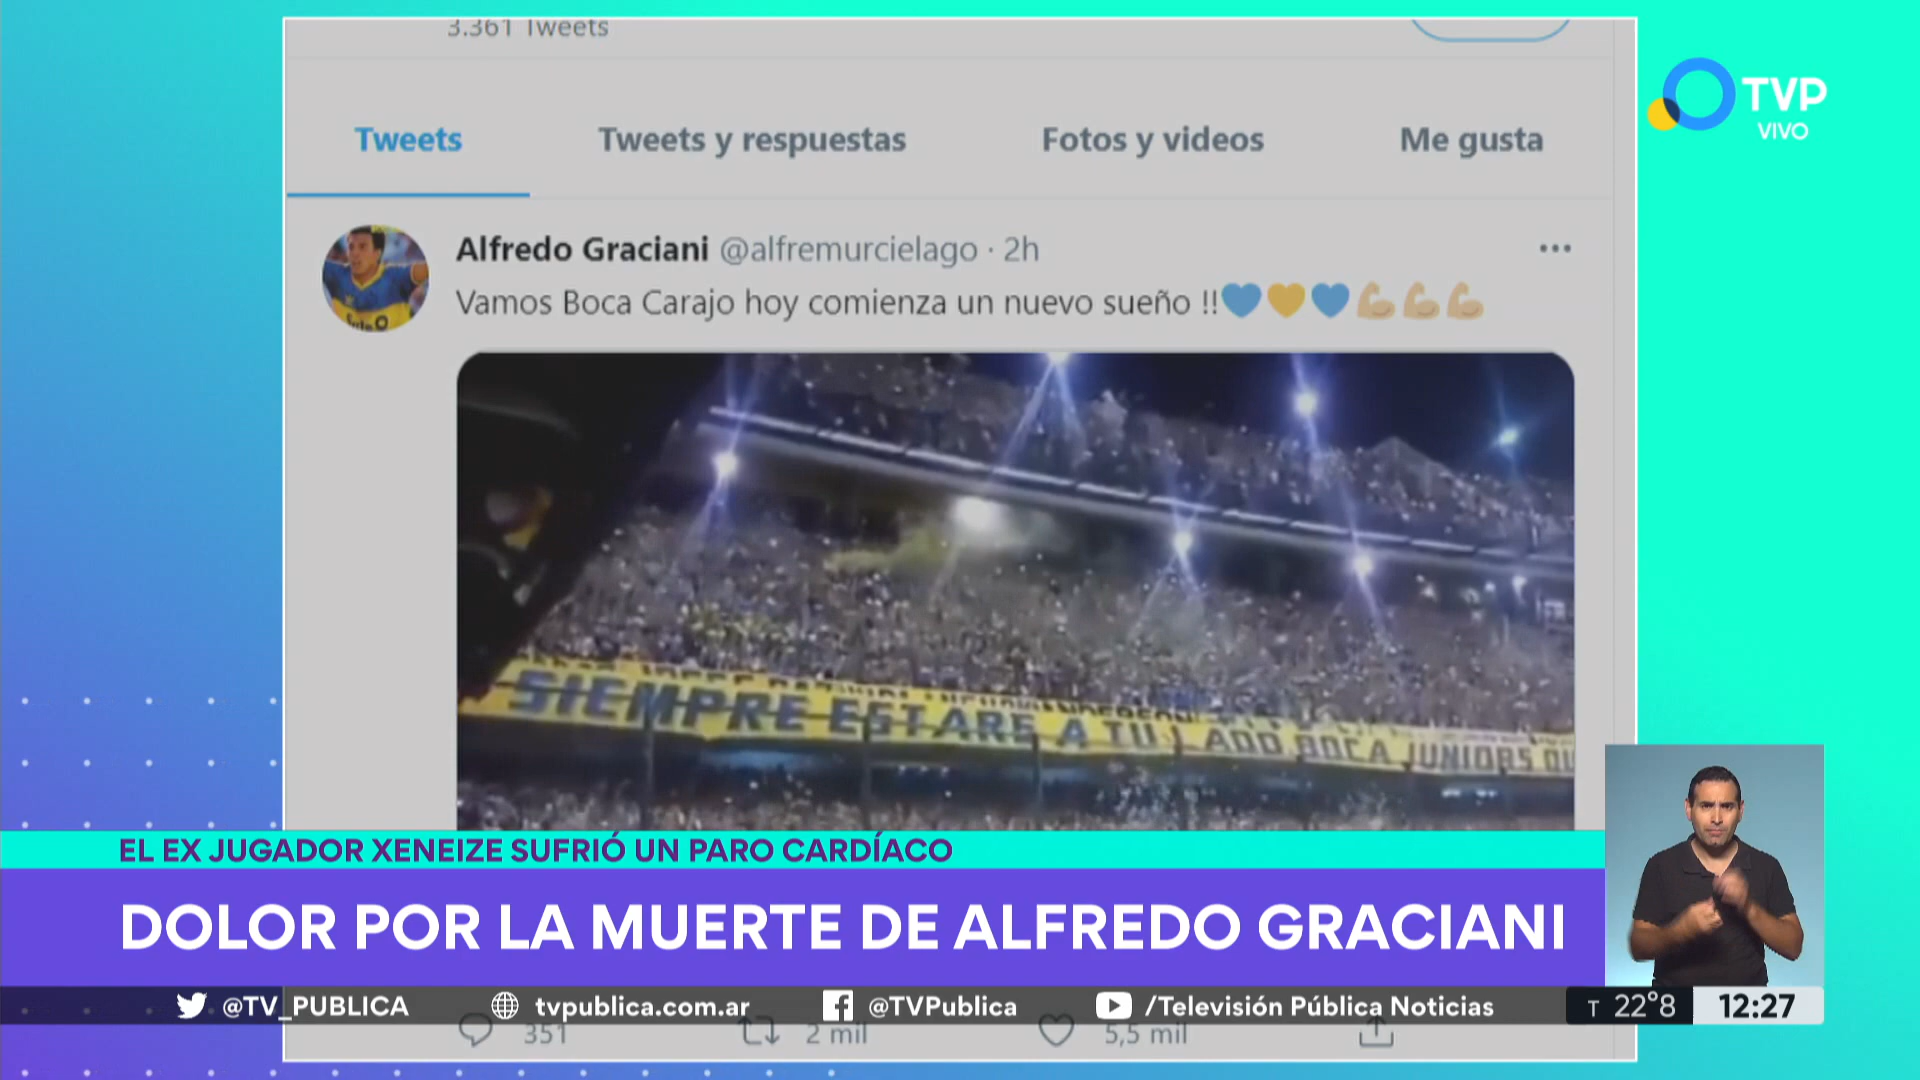 3.361 Tweets
TVP
VIVO
Tweets
Tweets y respuestas
Fotos y videos
Me gusta
Alfredo Graciani @alfremurcielago · 2h
Vamos Boca Carajo hoy comienza un nuevo sueño !!💙💛💙💪💪💪
SIEMPRE ESTARE A TU LADO BOCA JUNIORS
EL EX JUGADOR XENEIZE SUFRIÓ UN PARO CARDÍACO
DOLOR POR LA MUERTE DE ALFREDO GRACIANI
@TV_PUBLICA
tvpublica.com.ar
@TVPublica
/Televisión Pública Noticias
T 22°8
12:27
351
2 mil
5,5 mil